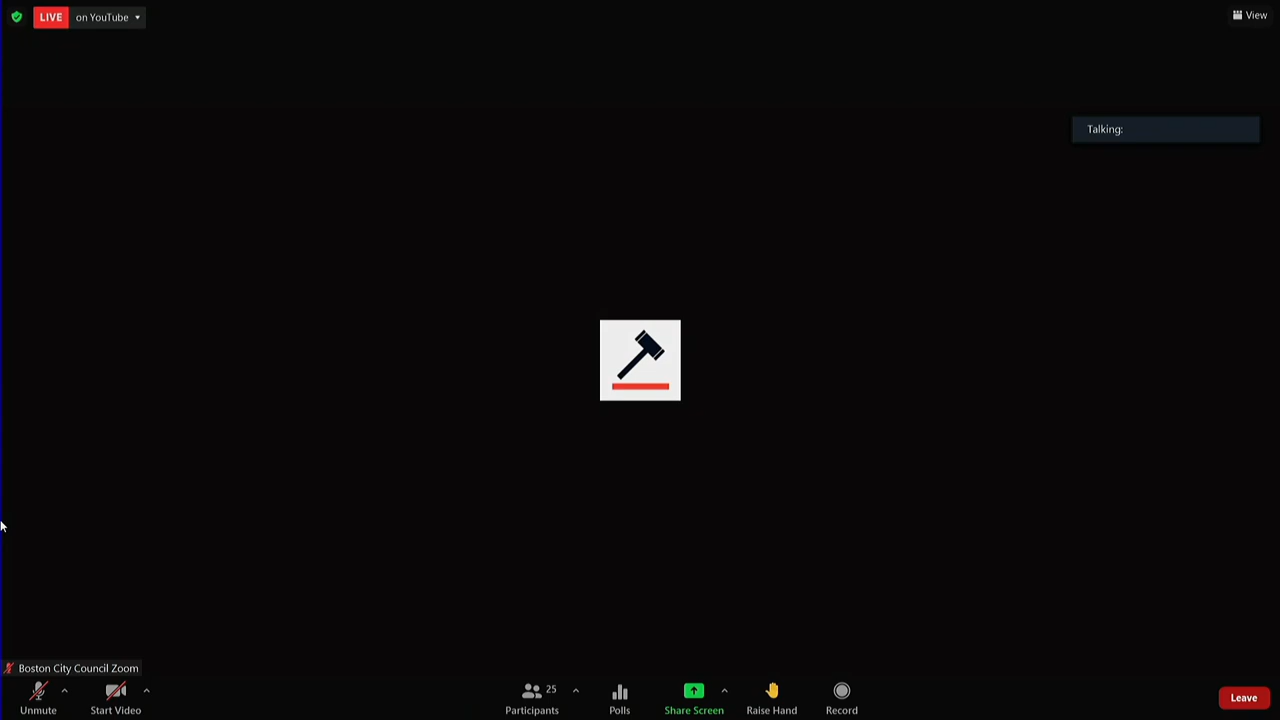 LIVE on YouTube
View
Talking:
Boston City Council Zoom
Unmute
Start Video
25
Participants
Polls
Share Screen
Raise Hand
Record
Leave